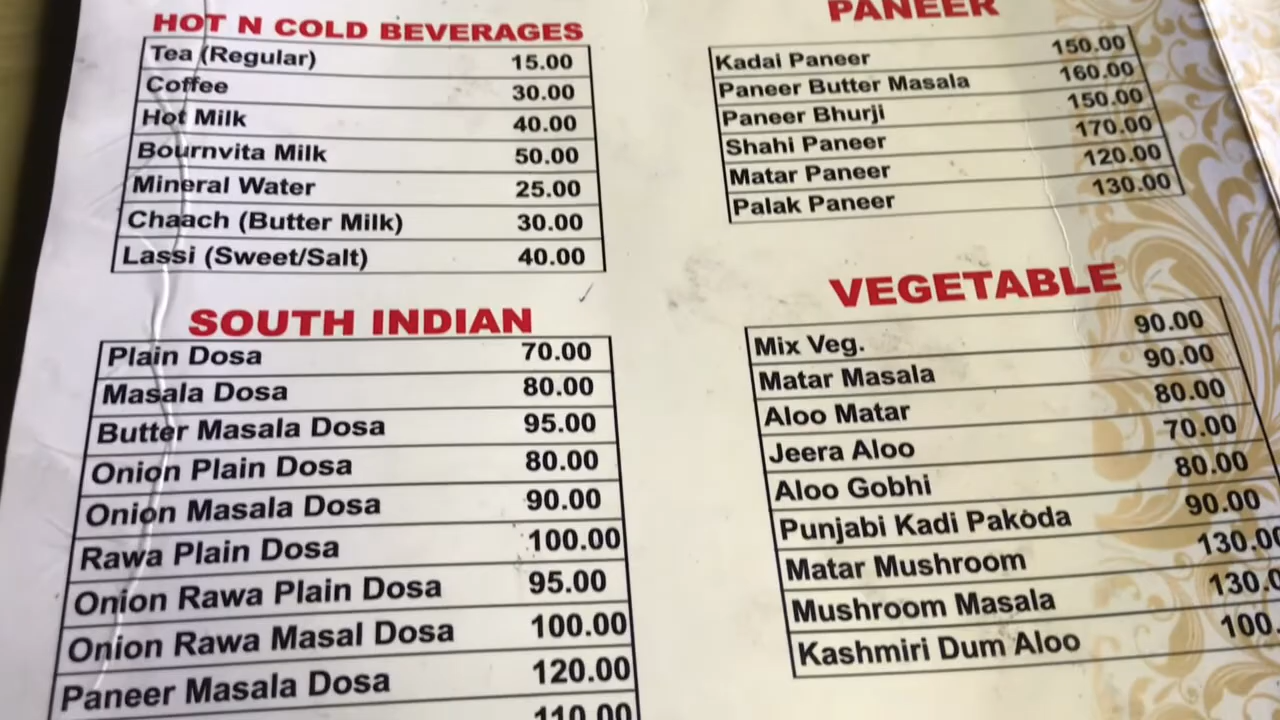 HOT N COLD BEVERAGES
Tea (Regular) 15.00
Coffee 30.00
Hot Milk 40.00
Bournvita Milk 50.00
Mineral Water 25.00
Chaach (Butter Milk) 30.00
Lassi (Sweet/Salt) 40.00
SOUTH INDIAN
Plain Dosa 70.00
Masala Dosa 80.00
Butter Masala Dosa 95.00
Onion Plain Dosa 80.00
Onion Masala Dosa 90.00
Rawa Plain Dosa 100.00
Onion Rawa Plain Dosa 95.00
Onion Rawa Masal Dosa 100.00
Paneer Masala Dosa 120.00
110.00
PANEER
Kadai Paneer 150.00
Paneer Butter Masala 160.00
Paneer Bhurji 150.00
Shahi Paneer 170.00
Matar Paneer 120.00
Palak Paneer 130.00
VEGETABLE
Mix Veg. 90.00
Matar Masala 90.00
Aloo Matar 80.00
Jeera Aloo 70.00
Aloo Gobhi 80.00
Punjabi Kadi Pakoda 90.00
Matar Mushroom 130.00
Mushroom Masala 130.0
Kashmiri Dum Aloo 100.